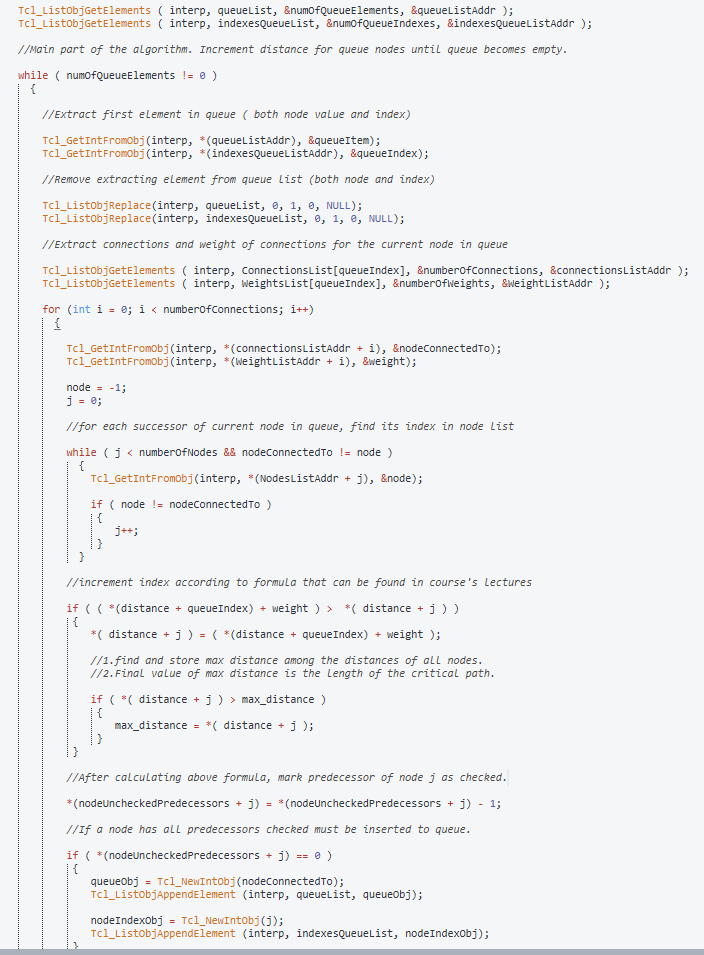 Tcl_ListObjGetElements ( interp, queueList, &numOfQueueElements, &queueListAddr );
Tcl_ListObjGetElements ( interp, indexesQueueList, &numOfQueueIndexes, &indexesQueueListAddr );
//Main part of the algorithm. Increment distance for queue nodes until queue becomes empty.
while ( numOfQueueElements != 0 )
{
//Extract first element in queue ( both node value and index)
Tcl_GetIntFromObj(interp, *(queueListAddr), &queueItem);
Tcl_GetIntFromObj(interp, *(indexesQueueListAddr), &queueIndex);
//Remove extracting element from queue list (both node and index)
Tcl_ListObjReplace(interp, queueList, 0, 1, 0, NULL);
Tcl_ListObjReplace(interp, indexesQueueList, 0, 1, 0, NULL);
//Extract connections and weight of connections for the current node in queue
Tcl_ListObjGetElements ( interp, ConnectionsList[queueIndex], &numberOfConnections, &connectionsListAddr );
Tcl_ListObjGetElements ( interp, WeightsList[queueIndex], &numberOfWeights, &WeightListAddr );
for (int i = 0; i < numberOfConnections; i++)
{
Tcl_GetIntFromObj(interp, *(connectionsListAddr + i), &nodeConnectedTo);
Tcl_GetIntFromObj(interp, *(WeightListAddr + i), &weight);
node = -1;
j = 0;
//for each successor of current node in queue, find its index in node list
while ( j < numberOfNodes && nodeConnectedTo != node )
{
Tcl_GetIntFromObj(interp, *(NodesListAddr + j), &node);
if ( node != nodeConnectedTo )
{
j++;
}
}
//increment index according to formula that can be found in course's lectures
if ( ( *(distance + queueIndex) + weight ) > *( distance + j ) )
{
*( distance + j ) = ( *(distance + queueIndex) + weight );
//1.find and store max distance among the distances of all nodes.
//2.Final value of max distance is the length of the critical path.
if ( *( distance + j ) > max_distance )
{
max_distance = *( distance + j );
}
}
//After calculating above formula, mark predecessor of node j as checked.
*(nodeUncheckedPredecessors + j) = *(nodeUncheckedPredecessors + j) - 1;
//If a node has all predecessors checked must be inserted to queue.
if ( *(nodeUncheckedPredecessors + j) == 0 )
{
queueObj = Tcl_NewIntObj(nodeConnectedTo);
Tcl_ListObjAppendElement (interp, queueList, queueObj);
nodeIndexObj = Tcl_NewIntObj(j);
Tcl_ListObjAppendElement (interp, indexesQueueList, nodeIndexObj);
}